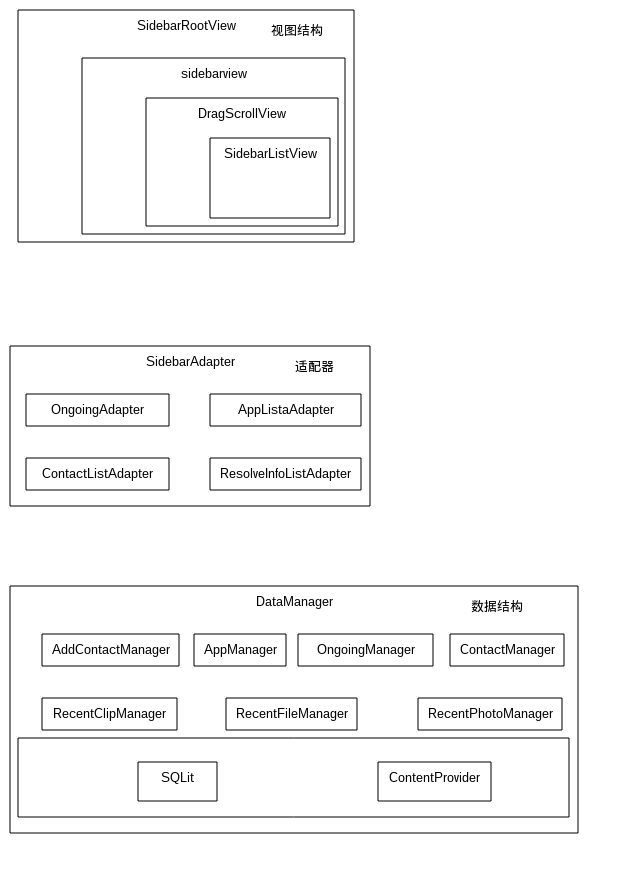 SidebarRootView 视图结构
sidebarview
DragScrollView
SidebarListView
SidebarAdapter 适配器
OngoingAdapter AppListaAdapter
ContactListAdapter ResolveInfoListAdapter
DataManager 数据结构
AddContactManager AppManager OngoingManager ContactManager
RecentClipManager RecentFileManager RecentPhotoManager
SQLit ContentProvider